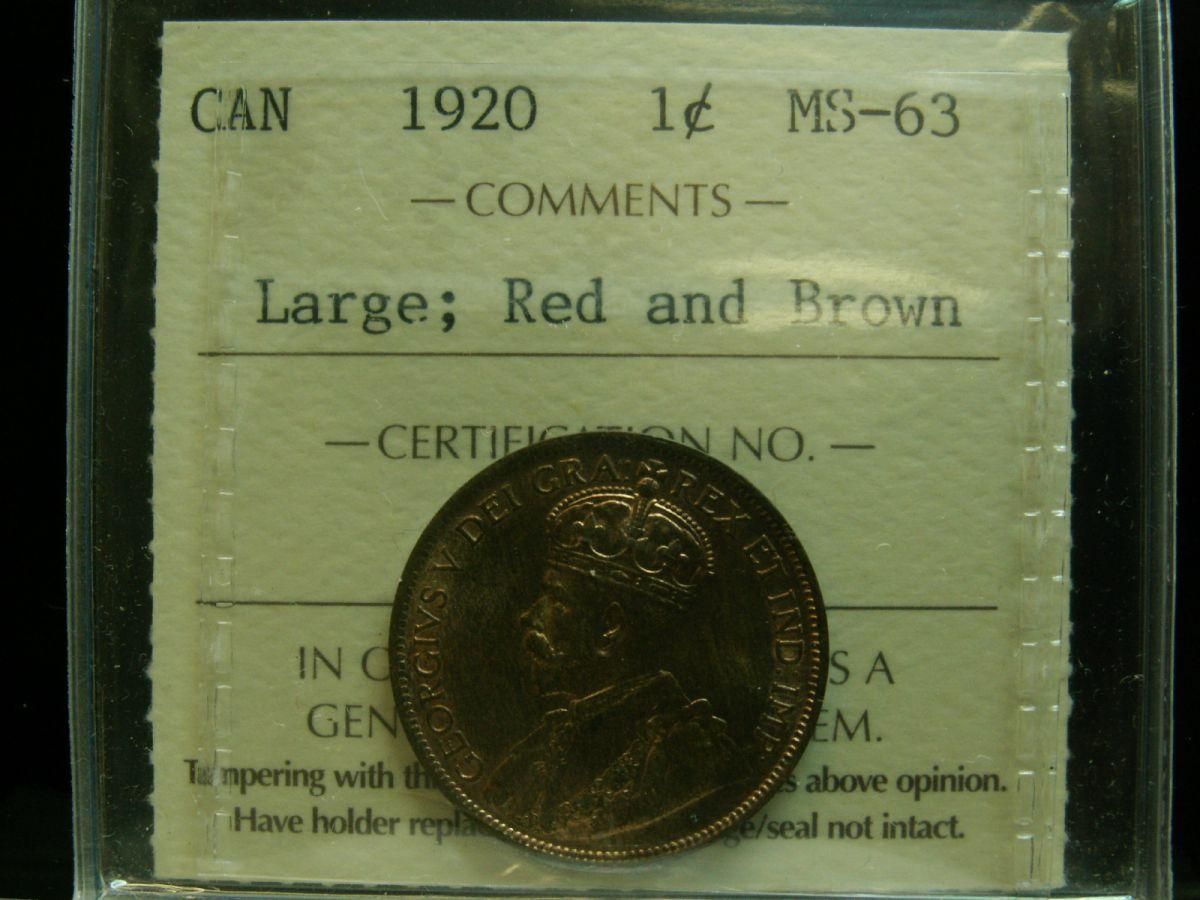 CAN 1920 1¢ MS-63
— COMMENTS —
Large; Red and Brown
— CERTIFICATION NO. —
GEORGIVS V DEI GRA: REX ET IND: IMP:
IN S A
GEN EM.
Tampering with th s above opinion.
Have holder repla ge/seal not intact.